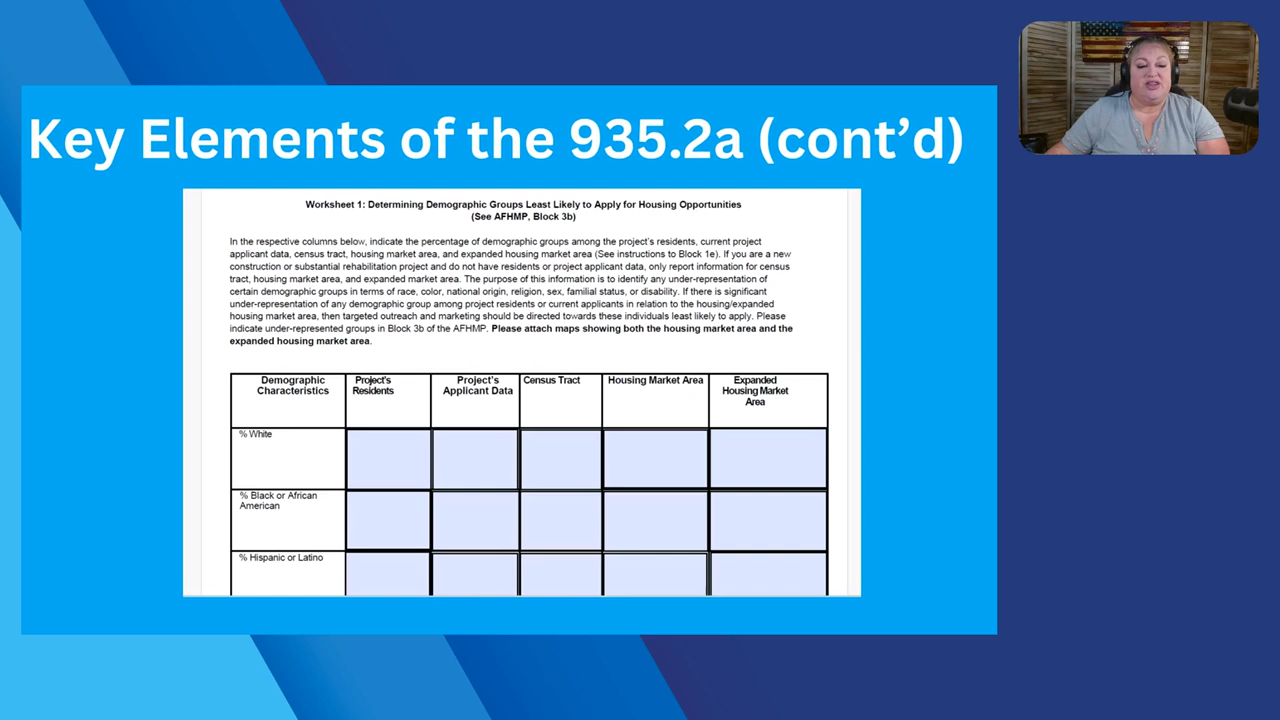 Key Elements of the 935.2a (cont’d)
Worksheet 1: Determining Demographic Groups Least Likely to Apply for Housing Opportunities
(See AFHMP, Block 3b)
In the respective columns below, indicate the percentage of demographic groups among the project's residents, current project
applicant data, census tract, housing market area, and expanded housing market area (See instructions to Block 1e). If you are a new
construction or substantial rehabilitation project and do not have residents or project applicant data, only report information for census
tract, housing market area, and expanded market area. The purpose of this information is to identify any under-representation of
certain demographic groups in terms of race, color, national origin, religion, sex, familial status, or disability. If there is significant
under-representation of any demographic group among project residents or current applicants in relation to the housing/expanded
housing market area, then targeted outreach and marketing should be directed towards these individuals least likely to apply. Please
indicate under-represented groups in Block 3b of the AFHMP. Please attach maps showing both the housing market area and the
expanded housing market area.
Demographic
Characteristics
Project's
Residents
Project's
Applicant Data
Census Tract
Housing Market Area
Expanded
Housing Market
Area
% White
% Black or African
American
% Hispanic or Latino